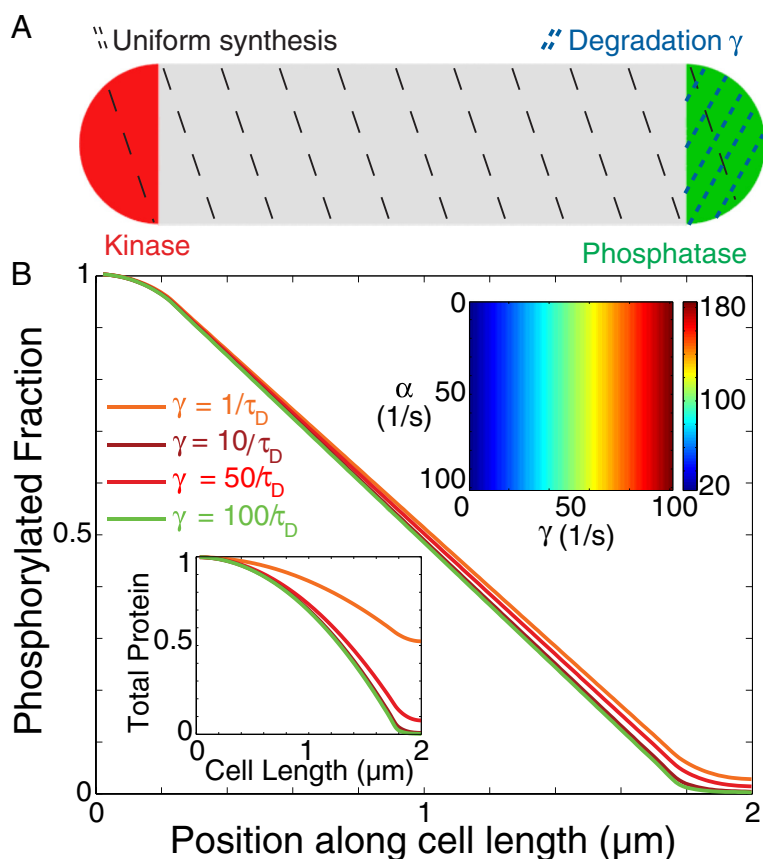 A
Uniform synthesis
Degradation γ
Kinase
Phosphatase
B
Phosphorylated Fraction
1
0.5
0
γ = 1/τD
γ = 10/τD
γ = 50/τD
γ = 100/τD
α
(1/s)
0
50
100
0
50
100
γ (1/s)
180
100
20
Total Protein
1
0.5
0
0
1
2
Cell Length (μm)
0
1
2
Position along cell length (μm)